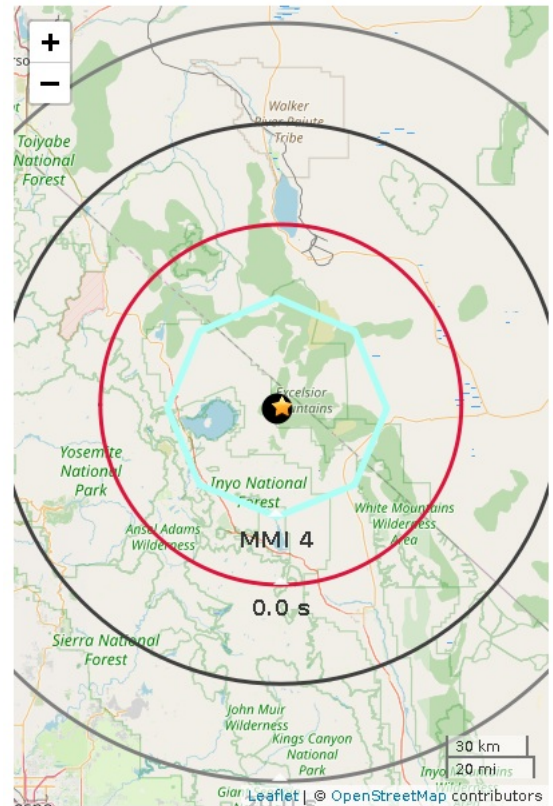 +
−
Walker
River Paiute
Tribe
Toiyabe
National
Forest
Excelsior
Mountains
Yosemite
National
Park
Inyo National
Forest
White Mountains
Wilderness
Area
Ansel Adams
Wilderness
MMI 4
0.0 s
Sierra National
Forest
John Muir
Wilderness
Kings Canyon
National
Park
30 km
20 mi
Leaflet | © OpenStreetMap contributors